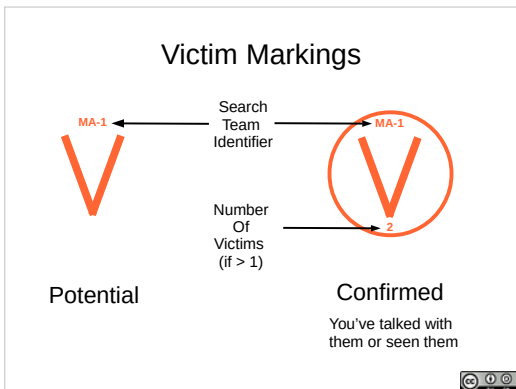 Victim Markings
MA-1
Search
Team
Identifier
MA-1
V
V
Number
Of
Victims
(if > 1)
2
Potential
Confirmed
You've talked with
them or seen them
cc